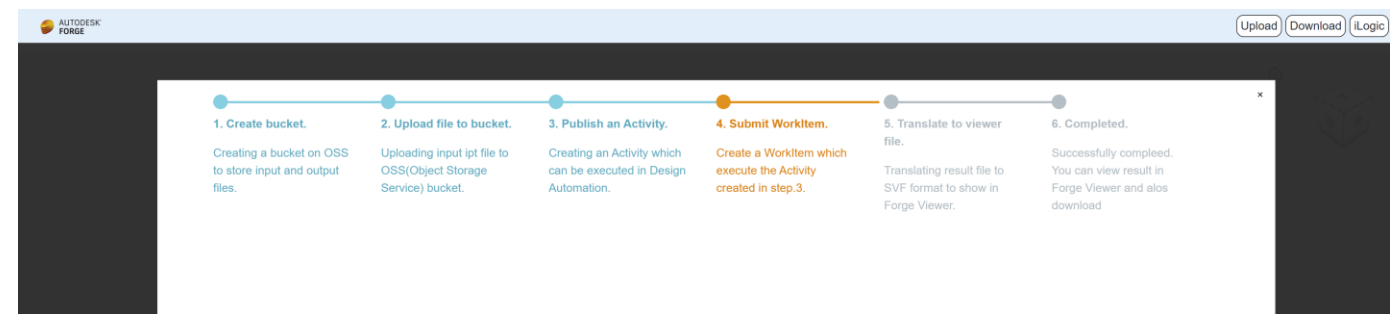 AUTODESK
FORGE
Upload
Download
iLogic
×
1. Create bucket.
Creating a bucket on OSS
to store input and output
files.
2. Upload file to bucket.
Uploading input ipt file to
OSS(Object Storage
Service) bucket.
3. Publish an Activity.
Creating an Activity which
can be executed in Design
Automation.
4. Submit WorkItem.
Create a WorkItem which
execute the Activity
created in step.3.
5. Translate to viewer
file.
Translating result file to
SVF format to show in
Forge Viewer.
6. Completed.
Successfully compleed.
You can view result in
Forge Viewer and alos
download